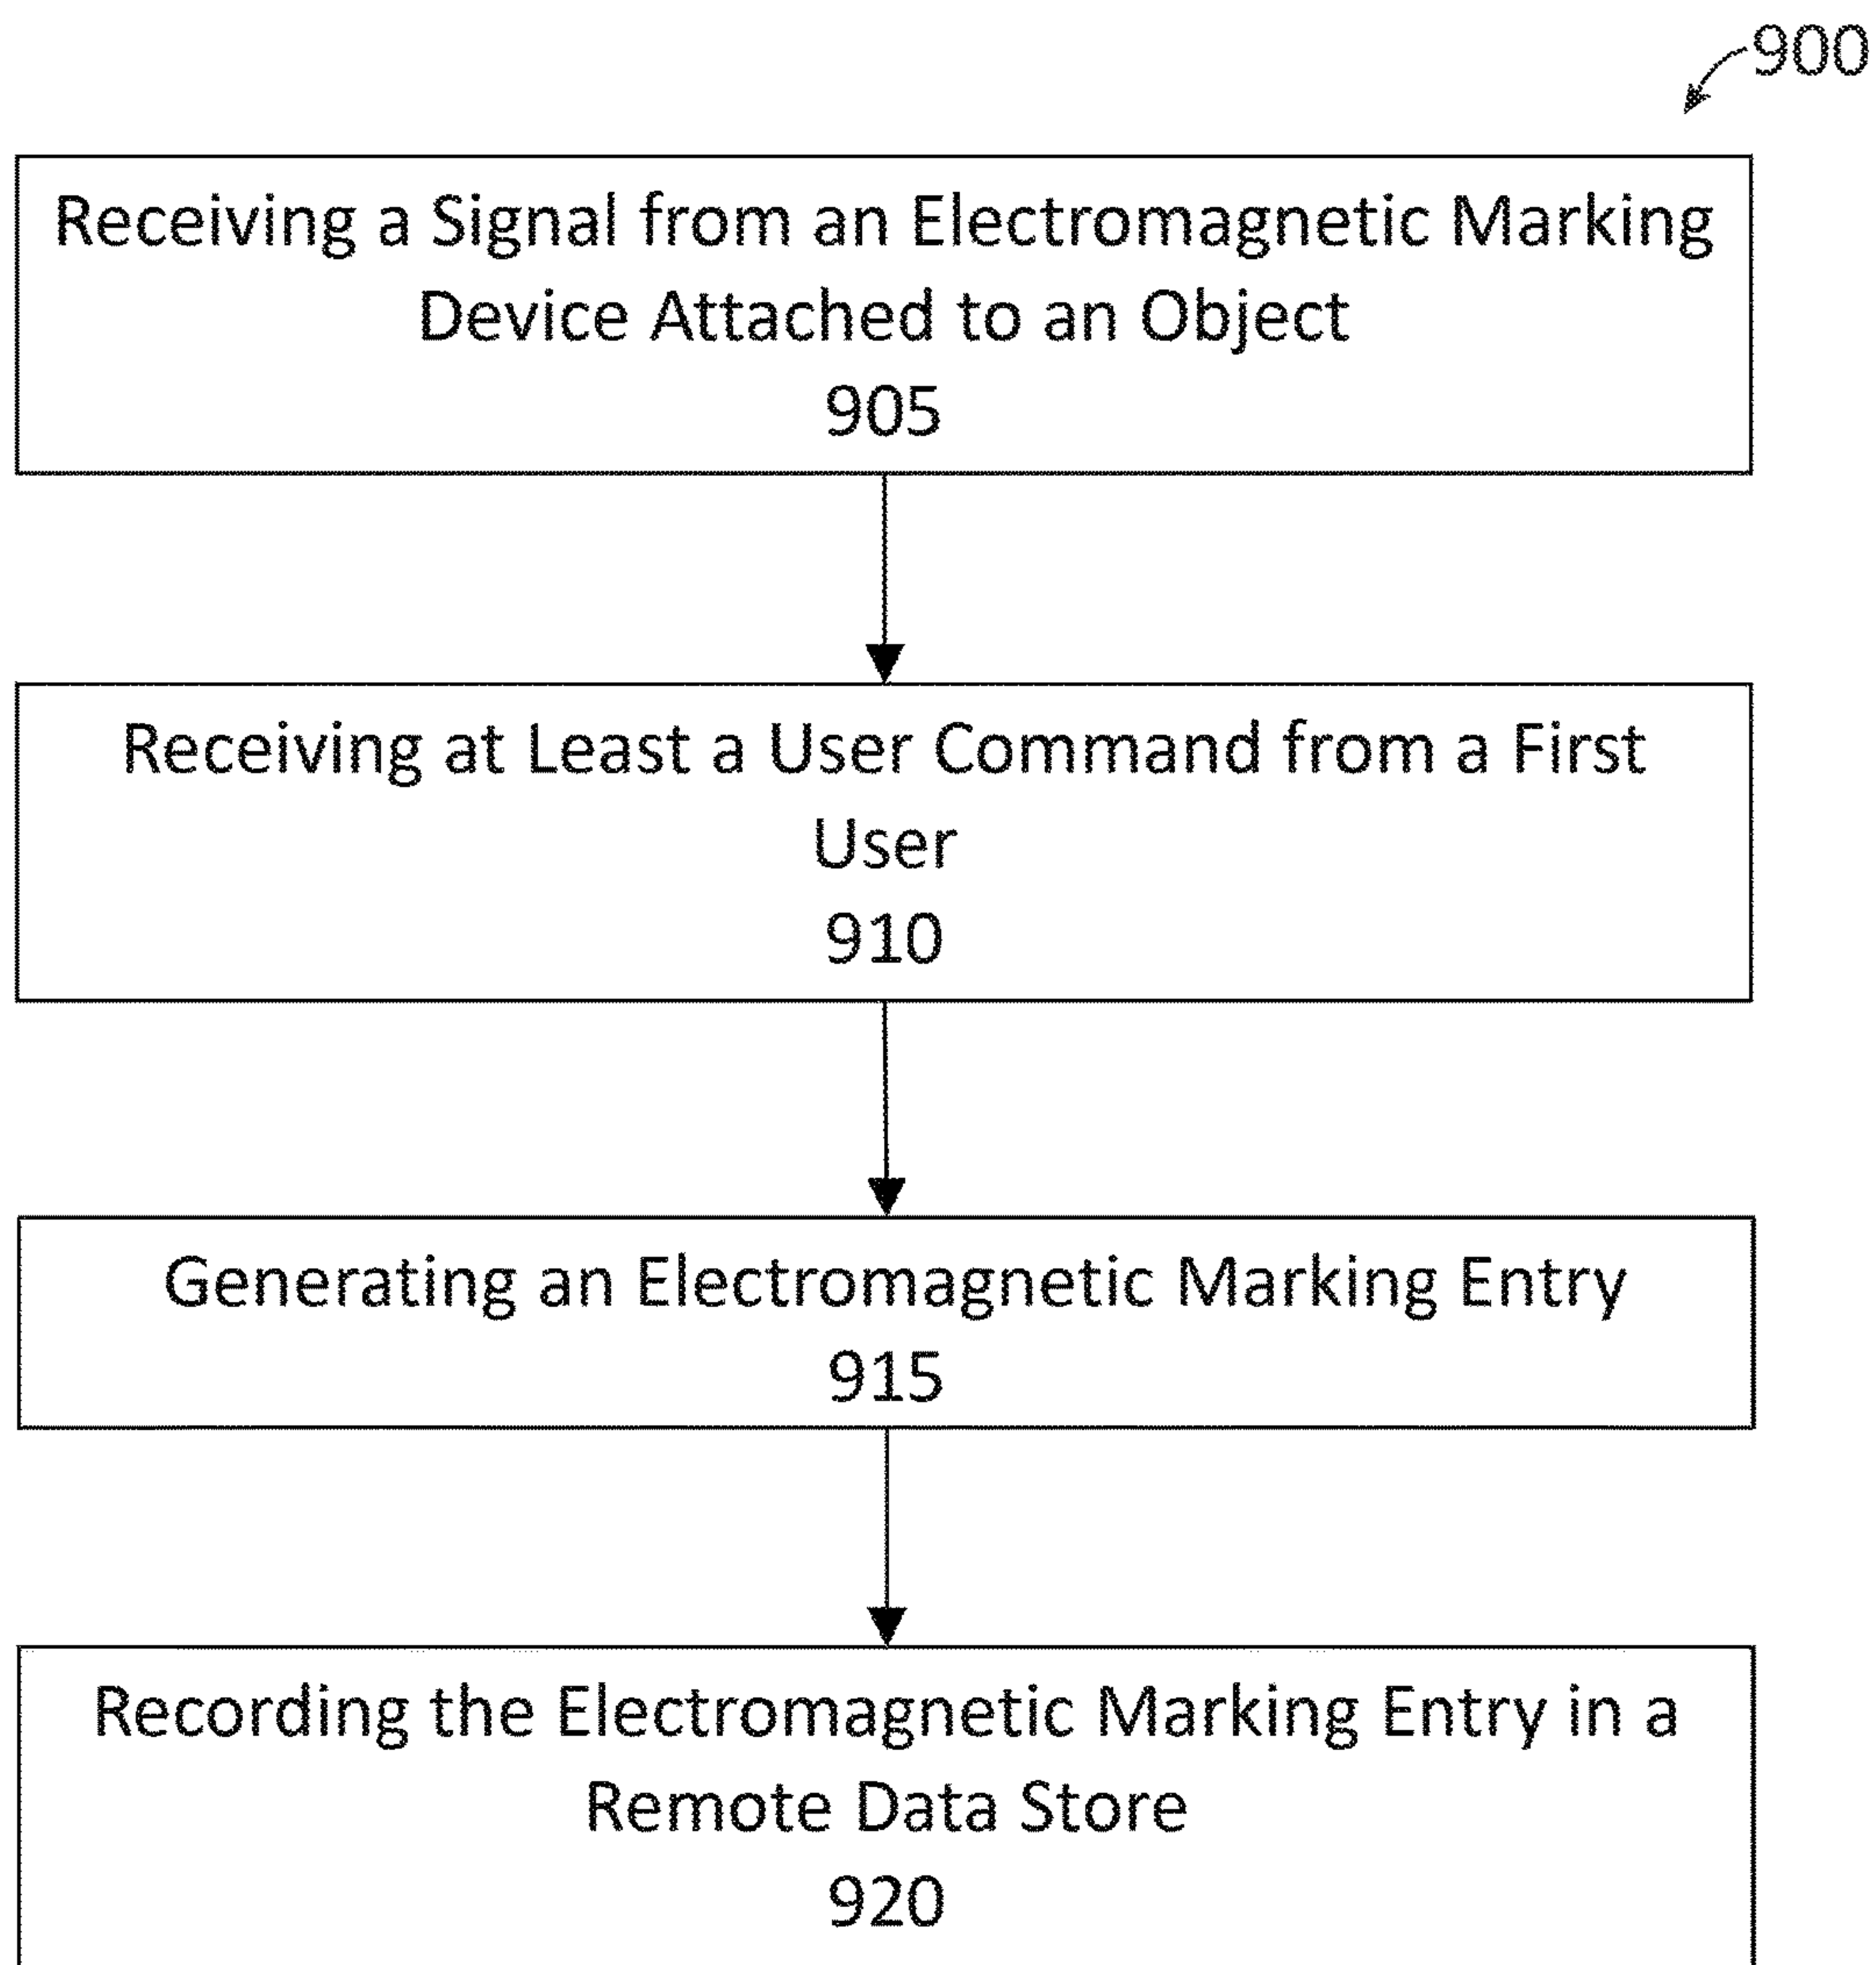 900
Receiving a Signal from an Electromagnetic Marking
Device Attached to an Object
905
Receiving at Least a User Command from a First
User
910
Generating an Electromagnetic Marking Entry
915
Recording the Electromagnetic Marking Entry in a
Remote Data Store
920